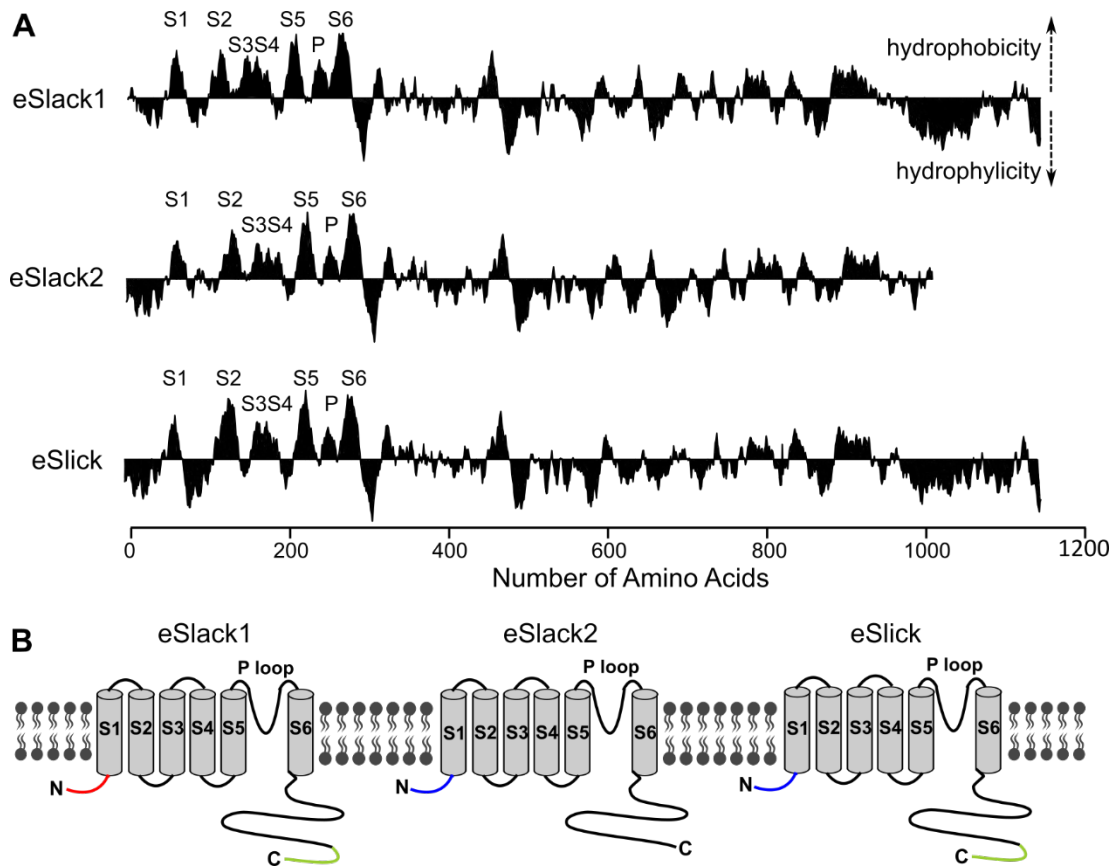 A
S1 S2 S5 P S6
S3S4
hydrophobicity
eSlack1
hydrophylicity
S1 S2 S5 S6
S3S4 P
eSlack2
S1 S2 S5 S6
S3S4 P
eSlick
0 200 400 600 800 1000 1200
Number of Amino Acids
B
eSlack1 eSlack2 eSlick
P loop P loop P loop
S1 S2 S3 S4 S5 S6 S1 S2 S3 S4 S5 S6 S1 S2 S3 S4 S5 S6
N N N
C C C